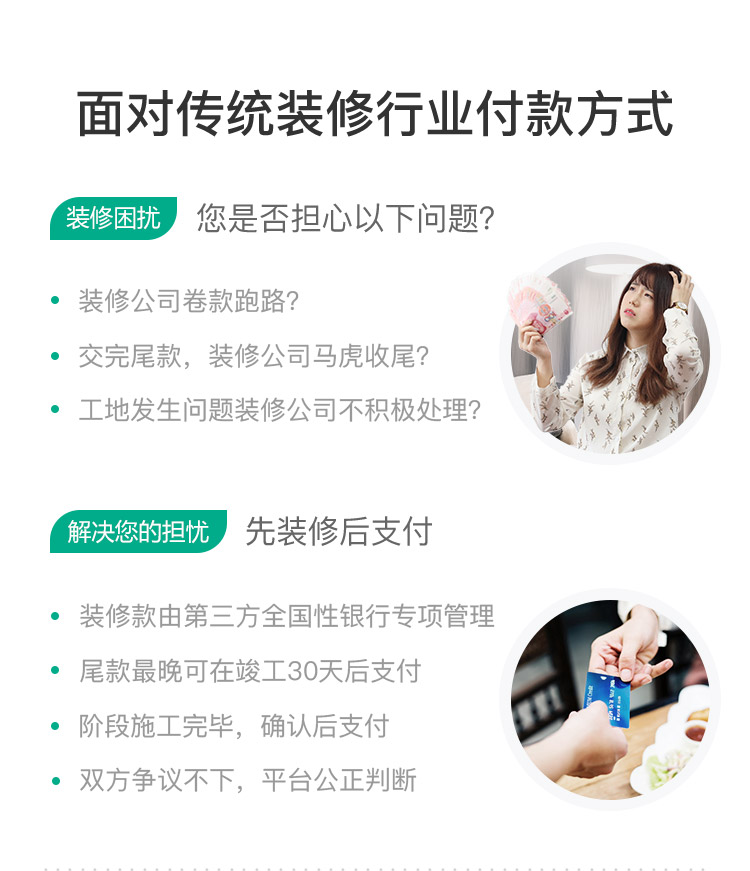 面对传统装修行业付款方式
装修困扰 您是否担心以下问题？
装修公司卷款跑路？
交完尾款，装修公司马虎收尾？
工地发生问题装修公司不积极处理？
解决您的担忧 先装修后支付
装修款由第三方全国性银行专项管理
尾款最晚可在竣工30天后支付
阶段施工完毕，确认后支付
双方争议不下，平台公正判断